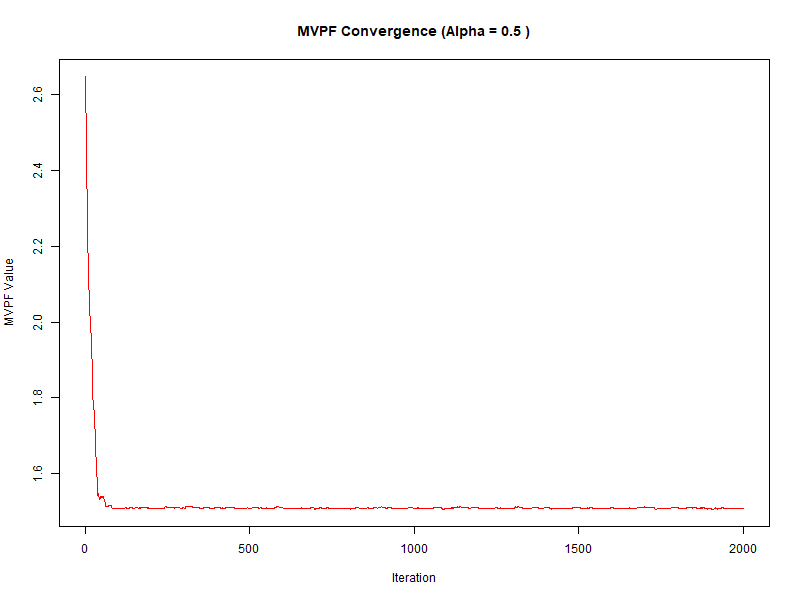 MVPF Convergence (Alpha = 0.5 )
MVPF Value
2.6
2.4
2.2
2.0
1.8
1.6
0 500 1000 1500 2000
Iteration